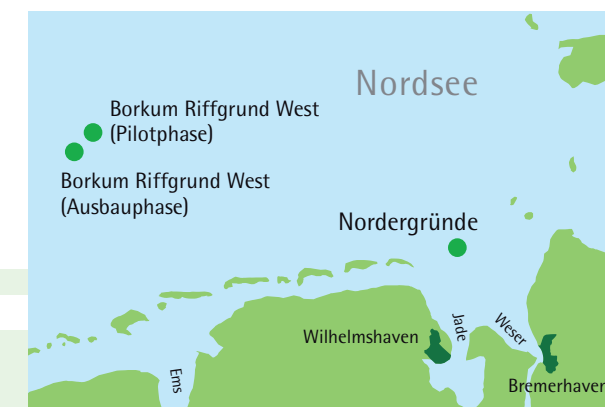 Nordsee
Borkum Riffgrund West
(Pilotphase)
Borkum Riffgrund West
(Ausbauphase)
Nordergründe
Wilhelmshaven
Jade
Weser
Ems
Bremerhaven